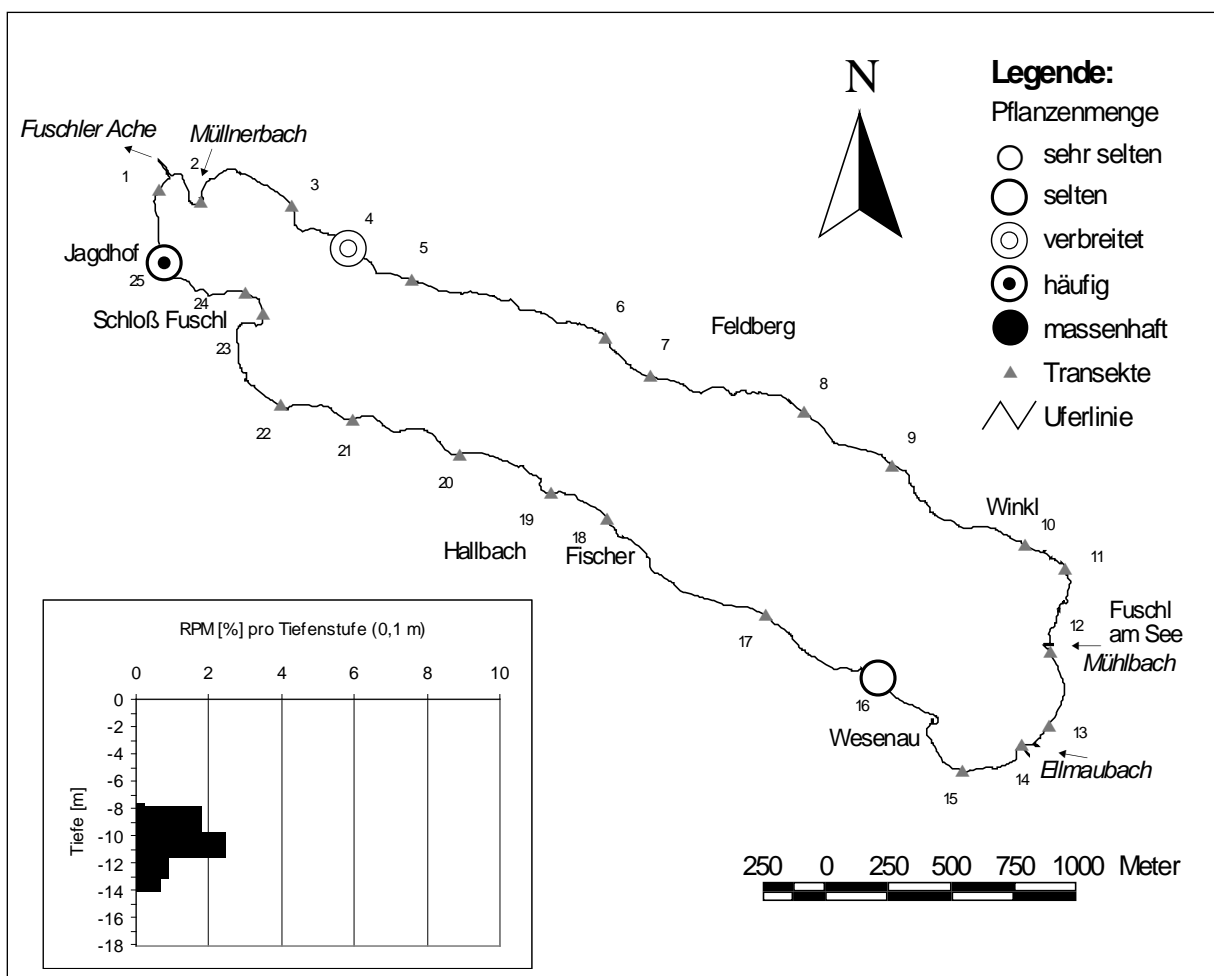 N
Legende:
Pflanzenmenge
sehr selten
selten
verbreitet
häufig
massenhaft
Transekte
Uferlinie
Fuschler Ache
Müllnerbach
1
2
3
4
5
6
7
Feldberg
8
9
Winkl
10
11
12
Fuschl
am See
Mühlbach
13
Ellmaubach
14
15
Wesenau
16
17
Fischer
18
19
Hallbach
20
21
22
23
Schloß Fuschl
24
25
Jagdhof
RPM [%] pro Tiefenstufe (0,1 m)
0 2 4 6 8 10
Tiefe [m]
0
-2
-4
-6
-8
-10
-12
-14
-16
-18
250 0 250 500 750 1000 Meter